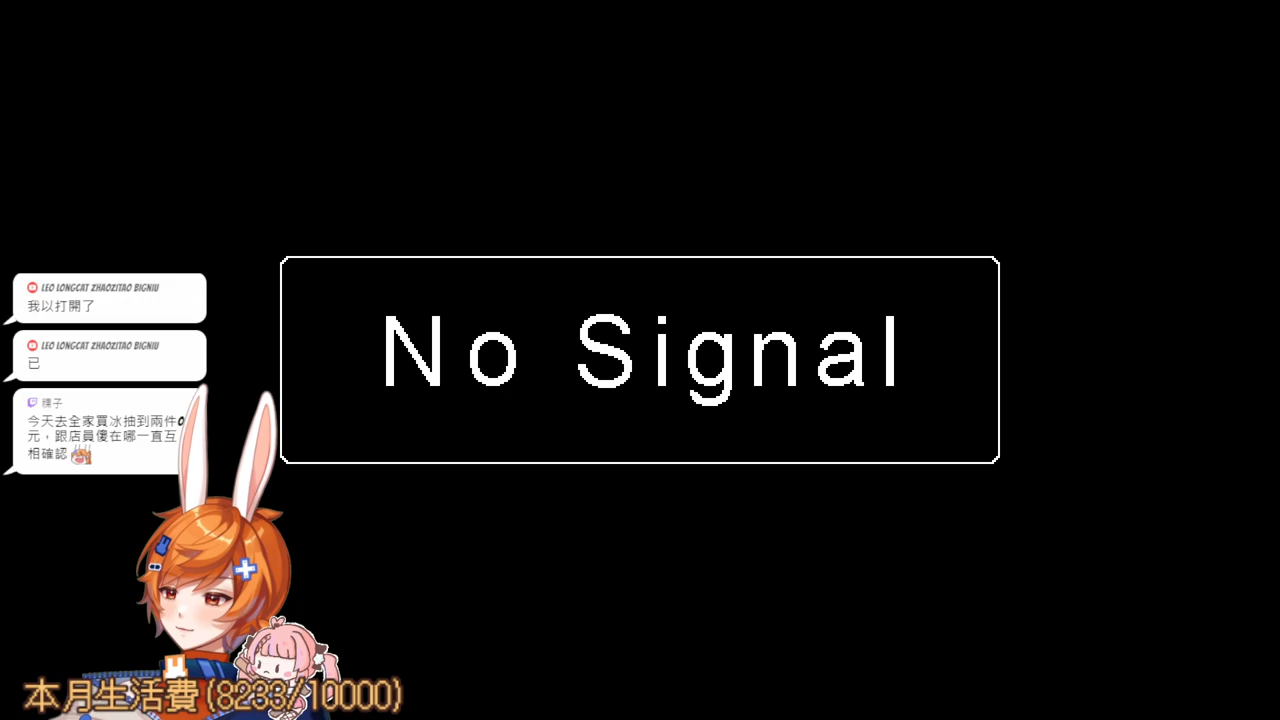 LEO LONGCAT ZHAOZITAO BIGNIU
我以打開了
LEO LONGCAT ZHAOZITAO BIGNIU
已
粿子
今天去全家買冰抽到兩件0
元，跟店員傻在哪一直互
相確認
No Signal
本月生活費(8233/10000)